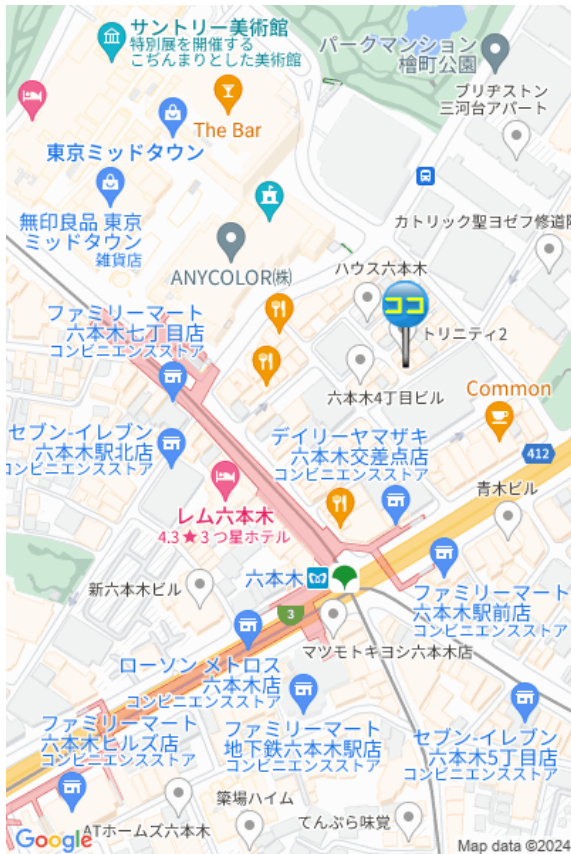 サントリー美術館
特別展を開催する
こぢんまりとした美術館
パークマンション
檜町公園
ブリヂストン
三河台アパート
The Bar
東京ミッドタウン
無印良品 東京
ミッドタウン
雑貨店
カトリック聖ヨゼフ修道院
ANYCOLOR㈱
ハウス六本木
ココ
ファミリーマート
六本木七丁目店
コンビニエンスストア
トリニティ2
六本木4丁目ビル
Common
セブン-イレブン
六本木駅北店
コンビニエンスストア
デイリーヤマザキ
六本木交差点店
コンビニエンスストア
412
青木ビル
レム六本木
4.3★3つ星ホテル
六本木
新六本木ビル
3
ファミリーマート
六本木駅前店
コンビニエンスストア
マツモトキヨシ六本木店
ローソン メトロス
六本木店
コンビニエンスストア
ファミリーマート
六本木ヒルズ店
コンビニエンスストア
ファミリーマート
地下鉄六本木駅店
コンビニエンスストア
セブン-イレブン
六本木5丁目店
コンビニエンスストア
簗場ハイム
ATホームズ六本木
てんぷら味覚
Google
Map data ©2024